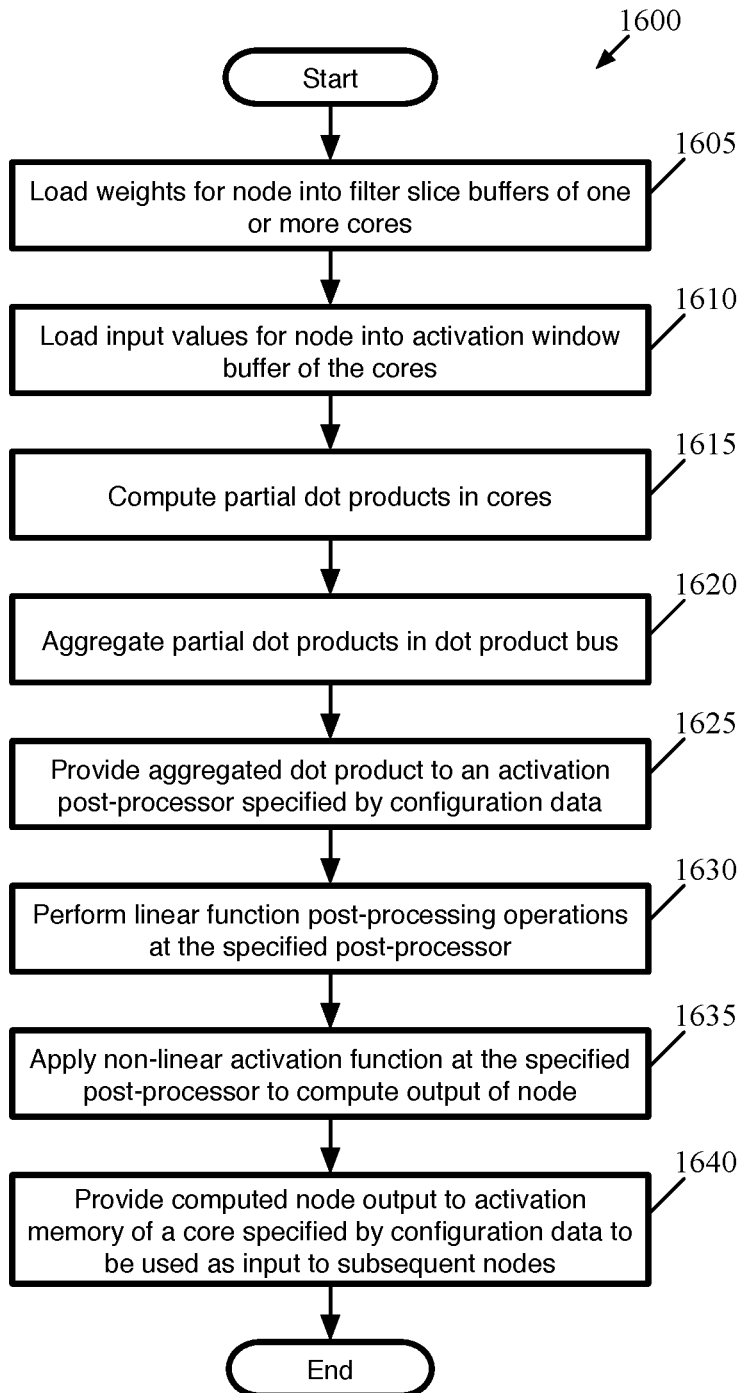 1600
Start
1605
Load weights for node into filter slice buffers of one
or more cores
1610
Load input values for node into activation window
buffer of the cores
1615
Compute partial dot products in cores
1620
Aggregate partial dot products in dot product bus
1625
Provide aggregated dot product to an activation
post-processor specified by configuration data
1630
Perform linear function post-processing operations
at the specified post-processor
1635
Apply non-linear activation function at the specified
post-processor to compute output of node
1640
Provide computed node output to activation
memory of a core specified by configuration data to
be used as input to subsequent nodes
End